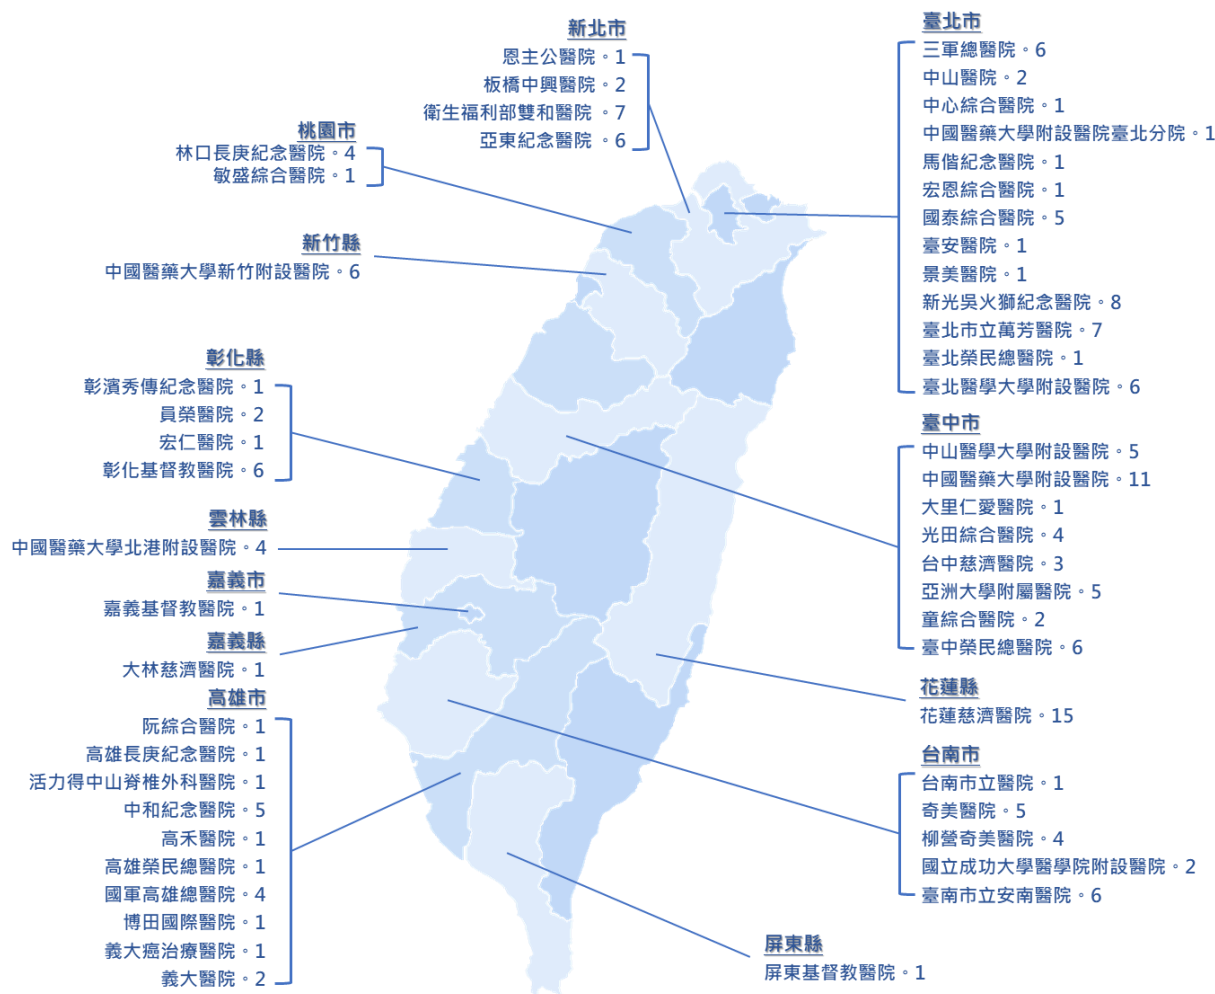 新北市
恩主公醫院。1
板橋中興醫院。2
衛生福利部雙和醫院。7
亞東紀念醫院。6
桃園市
林口長庚紀念醫院。4
敏盛綜合醫院。1
新竹縣
中國醫藥大學新竹附設醫院。6
彰化縣
彰濱秀傳紀念醫院。1
員榮醫院。2
宏仁醫院。1
彰化基督教醫院。6
雲林縣
中國醫藥大學北港附設醫院。4
嘉義市
嘉義基督教醫院。1
嘉義縣
大林慈濟醫院。1
高雄市
阮綜合醫院。1
高雄長庚紀念醫院。1
活力得中山脊椎外科醫院。1
中和紀念醫院。5
高禾醫院。1
高雄榮民總醫院。1
國軍高雄總醫院。4
博田國際醫院。1
義大癌治療醫院。1
義大醫院。2
臺北市
三軍總醫院。6
中山醫院。2
中心綜合醫院。1
中國醫藥大學附設醫院臺北分院。1
馬偕紀念醫院。1
宏恩綜合醫院。1
國泰綜合醫院。5
臺安醫院。1
景美醫院。1
新光吳火獅紀念醫院。8
臺北市立萬芳醫院。7
臺北榮民總醫院。1
臺北醫學大學附設醫院。6
臺中市
中山醫學大學附設醫院。5
中國醫藥大學附設醫院。11
大里仁愛醫院。1
光田綜合醫院。4
台中慈濟醫院。3
亞洲大學附屬醫院。5
童綜合醫院。2
臺中榮民總醫院。6
花蓮縣
花蓮慈濟醫院。15
台南市
台南市立醫院。1
奇美醫院。5
柳營奇美醫院。4
國立成功大學醫學院附設醫院。2
臺南市立安南醫院。6
屏東縣
屏東基督教醫院。1